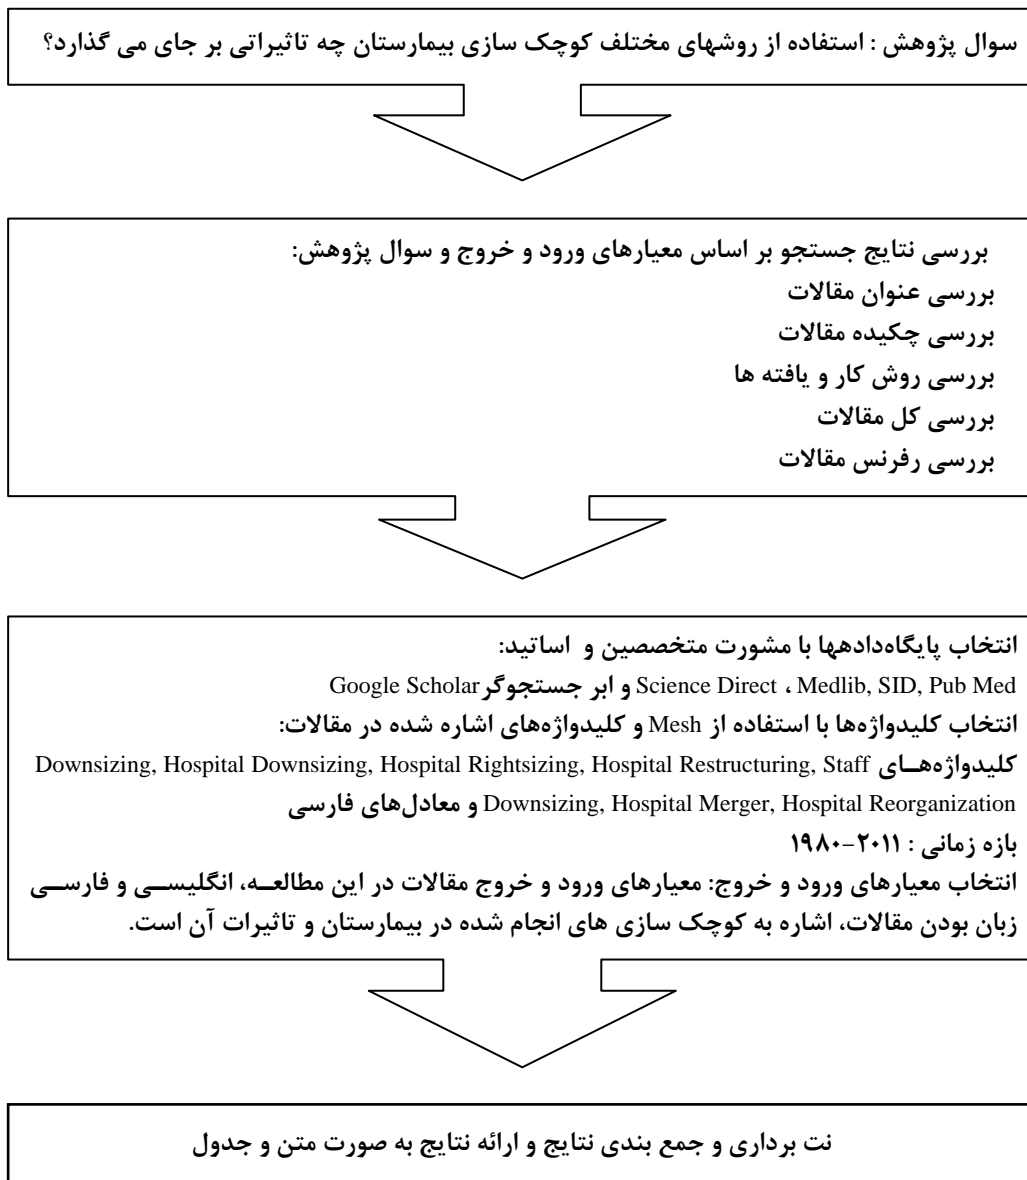 سوال پژوهش : استفاده از روشهای مختلف کوچک سازی بیمارستان چه تاثیراتی بر جای می گذارد؟
بررسی نتایج جستجو بر اساس معیارهای ورود و خروج و سوال پژوهش:
بررسی عنوان مقالات
بررسی چکیده مقالات
بررسی روش کار و یافته ها
بررسی کل مقالات
بررسی رفرنس مقالات
انتخاب پایگاه‌دادهها با مشورت متخصصین و اساتید:
Science Direct ، Medlib, SID, Pub Med و ابر جستجوگر Google Scholar
انتخاب کلیدواژه‌ها با استفاده از Mesh و کلیدواژه‌های اشاره شده در مقالات:
کلیدواژه‌هـای Downsizing, Hospital Downsizing, Hospital Rightsizing, Hospital Restructuring, Staff
Downsizing, Hospital Merger, Hospital Reorganization و معادل‌های فارسی
بازه زمانی : ۲۰۱۱-۱۹۸۰
انتخاب معیارهای ورود و خروج: معیارهای ورود و خروج مقالات در این مطالعـه، انگلیسـی و فارسـی
زبان بودن مقالات، اشاره به کوچک سازی های انجام شده در بیمارستان و تاثیرات آن است.
نت برداری و جمع بندی نتایج و ارائه نتایج به صورت متن و جدول